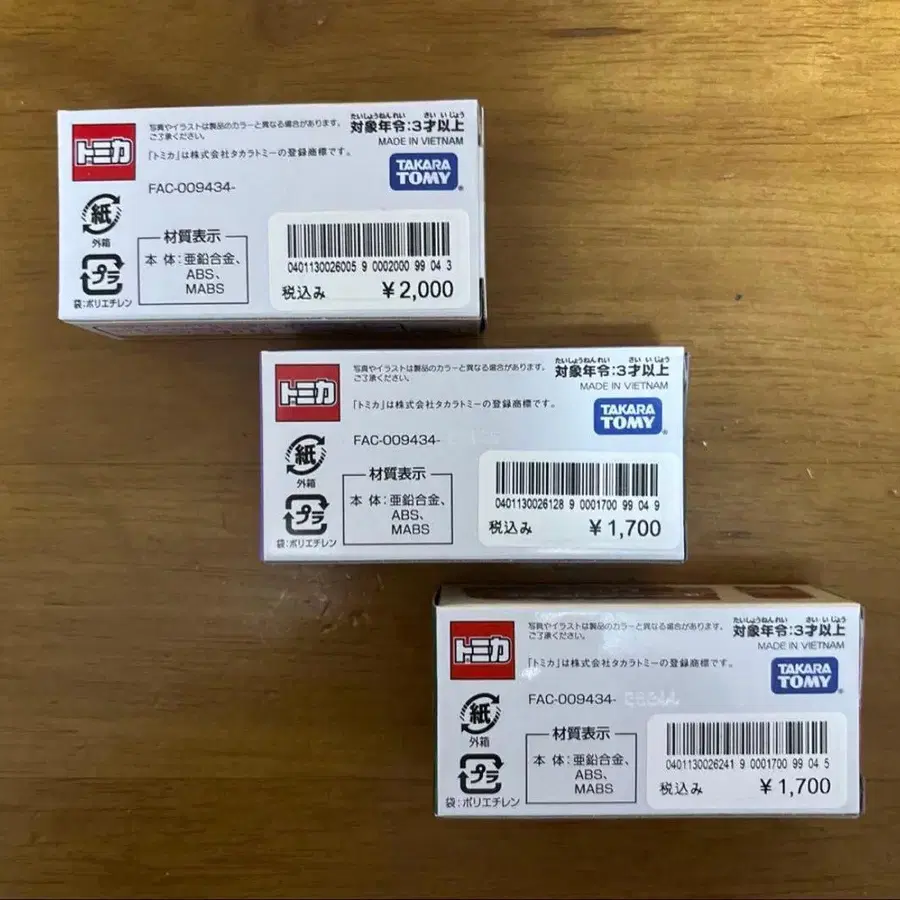 トミカ
写真やイラストは製品のカラーと異なる場合があります。
ご了承ください。
たいしょうねんれい さい いじょう
対象年令:3才以上
MADE IN VIETNAM
「トミカ」は株式会社タカラトミーの登録商標です。
TAKARA
TOMY
FAC-009434-
紙
外箱
プラ
袋:ポリエチレン
材質表示
本 体:亜鉛合金、
ABS、
MABS
0401130026005 9 0002000 99 04 3
税込み ¥2,000
トミカ
写真やイラストは製品のカラーと異なる場合があります。
ご了承ください。
たいしょうねんれい さい いじょう
対象年令:3才以上
MADE IN VIETNAM
「トミカ」は株式会社タカラトミーの登録商標です。
TAKARA
TOMY
FAC-009434-
紙
外箱
プラ
袋:ポリエチレン
材質表示
本 体:亜鉛合金、
ABS、
MABS
0401130026128 9 0001700 99 04 9
税込み ¥1,700
トミカ
写真やイラストは製品のカラーと異なる場合があります。
ご了承ください。
たいしょうねんれい さい いじょう
対象年令:3才以上
MADE IN VIETNAM
「トミカ」は株式会社タカラトミーの登録商標です。
TAKARA
TOMY
FAC-009434-
紙
外箱
プラ
袋:ポリエチレン
材質表示
本 体:亜鉛合金、
ABS、
MABS
0401130026241 9 0001700 99 04 5
税込み ¥1,700